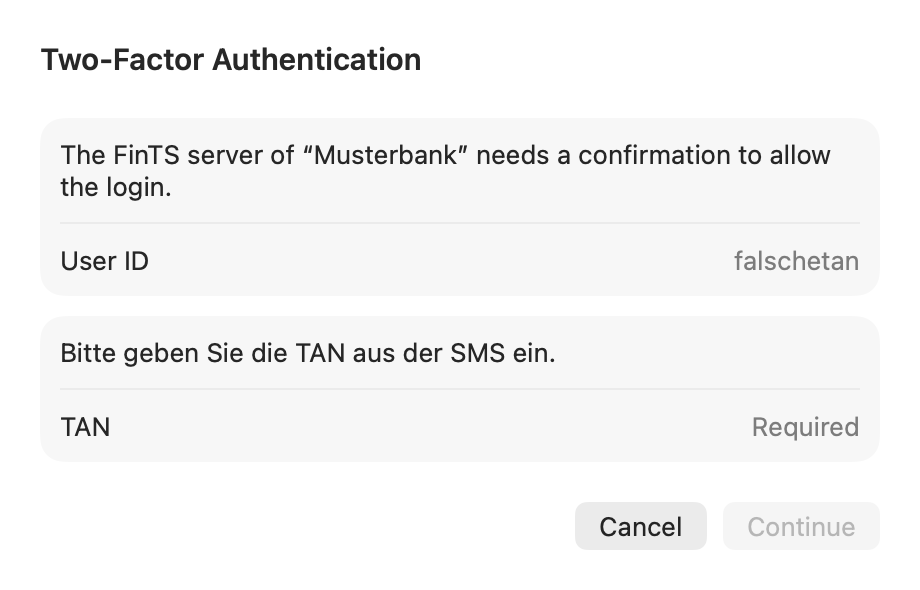 Two-Factor Authentication
The FinTS server of “Musterbank” needs a confirmation to allow
the login.
User ID falschetan
Bitte geben Sie die TAN aus der SMS ein.
TAN Required
Cancel Continue